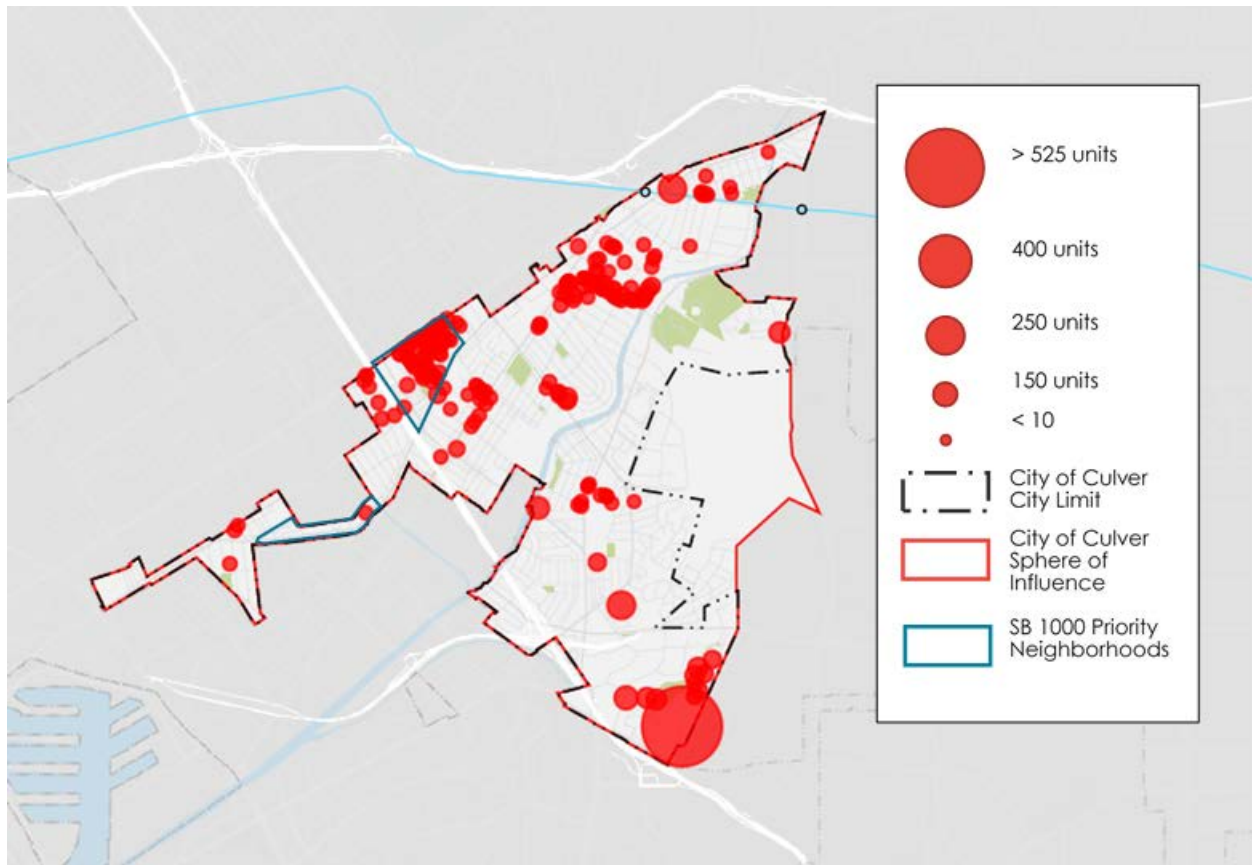 > 525 units
400 units
250 units
150 units
< 10
City of Culver
City Limit
City of Culver
Sphere of
Influence
SB 1000 Priority
Neighborhoods